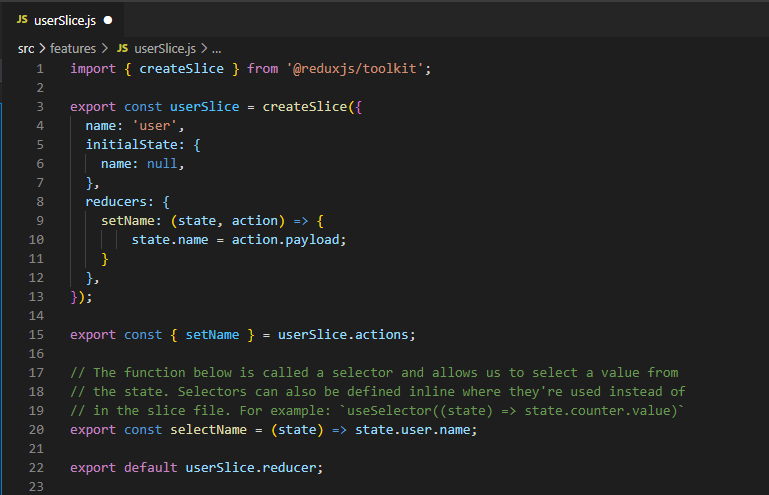 JS userSlice.js ●
src > features > JS userSlice.js > ...
1 import { createSlice } from '@reduxjs/toolkit';
2
3 export const userSlice = createSlice({
4   name: 'user',
5   initialState: {
6     name: null,
7   },
8   reducers: {
9     setName: (state, action) => {
10         state.name = action.payload;
11     }
12   },
13 });
14
15 export const { setName } = userSlice.actions;
16
17 // The function below is called a selector and allows us to select a value from
18 // the state. Selectors can also be defined inline where they're used instead of
19 // in the slice file. For example: `useSelector((state) => state.counter.value)`
20 export const selectName = (state) => state.user.name;
21
22 export default userSlice.reducer;
23